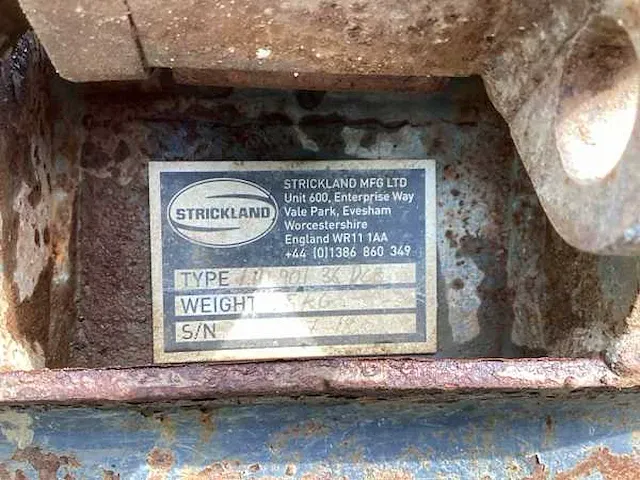 STRICKLAND
STRICKLAND MFG LTD
Unit 600, Enterprise Way
Vale Park, Evesham
Worcestershire
England WR11 1AA
+44 (0)1386 860 349
TYPE
WEIGHT KG
S/N